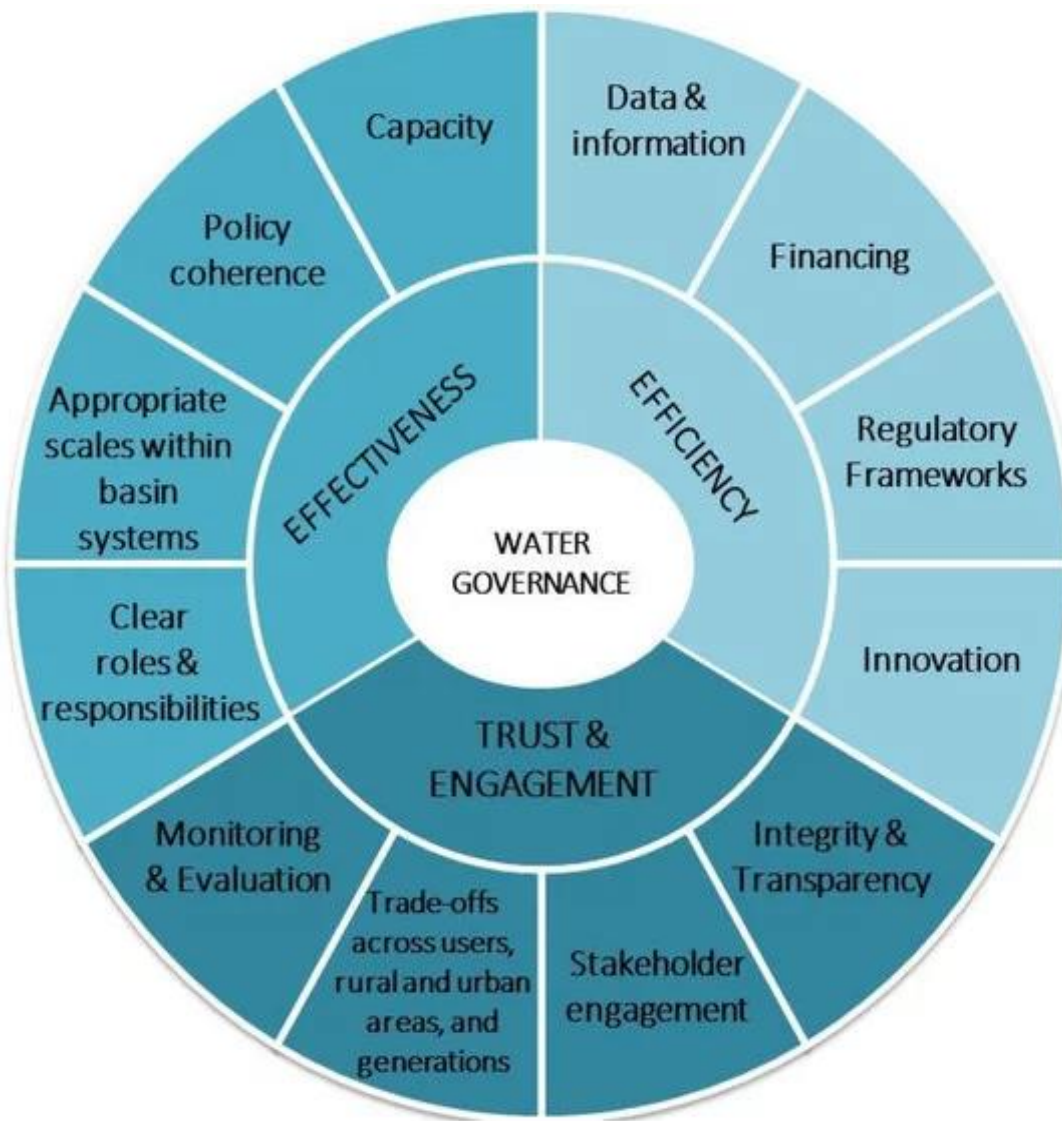 Capacity
Data &
information
Policy
coherence
Financing
Appropriate
scales within
basin
systems
Regulatory
Frameworks
EFFECTIVENESS
EFFICIENCY
WATER
GOVERNANCE
Clear
roles &
responsibilities
Innovation
TRUST &
ENGAGEMENT
Monitoring
& Evaluation
Trade-offs
across users,
rural and urban
areas, and
generations
Stakeholder
engagement
Integrity &
Transparency